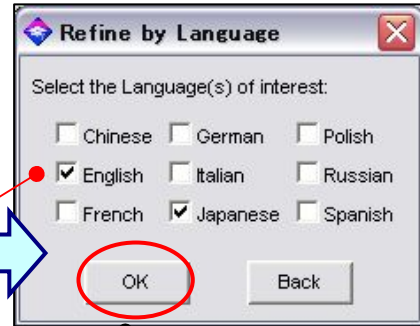 Refine by Language
Select the Language(s) of interest:
Chinese German Polish
English Italian Russian
French Japanese Spanish
OK Back